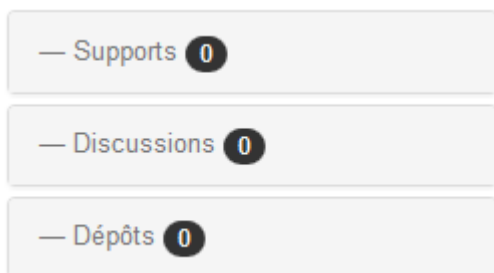 — Supports 0
— Discussions 0
— Dépôts 0